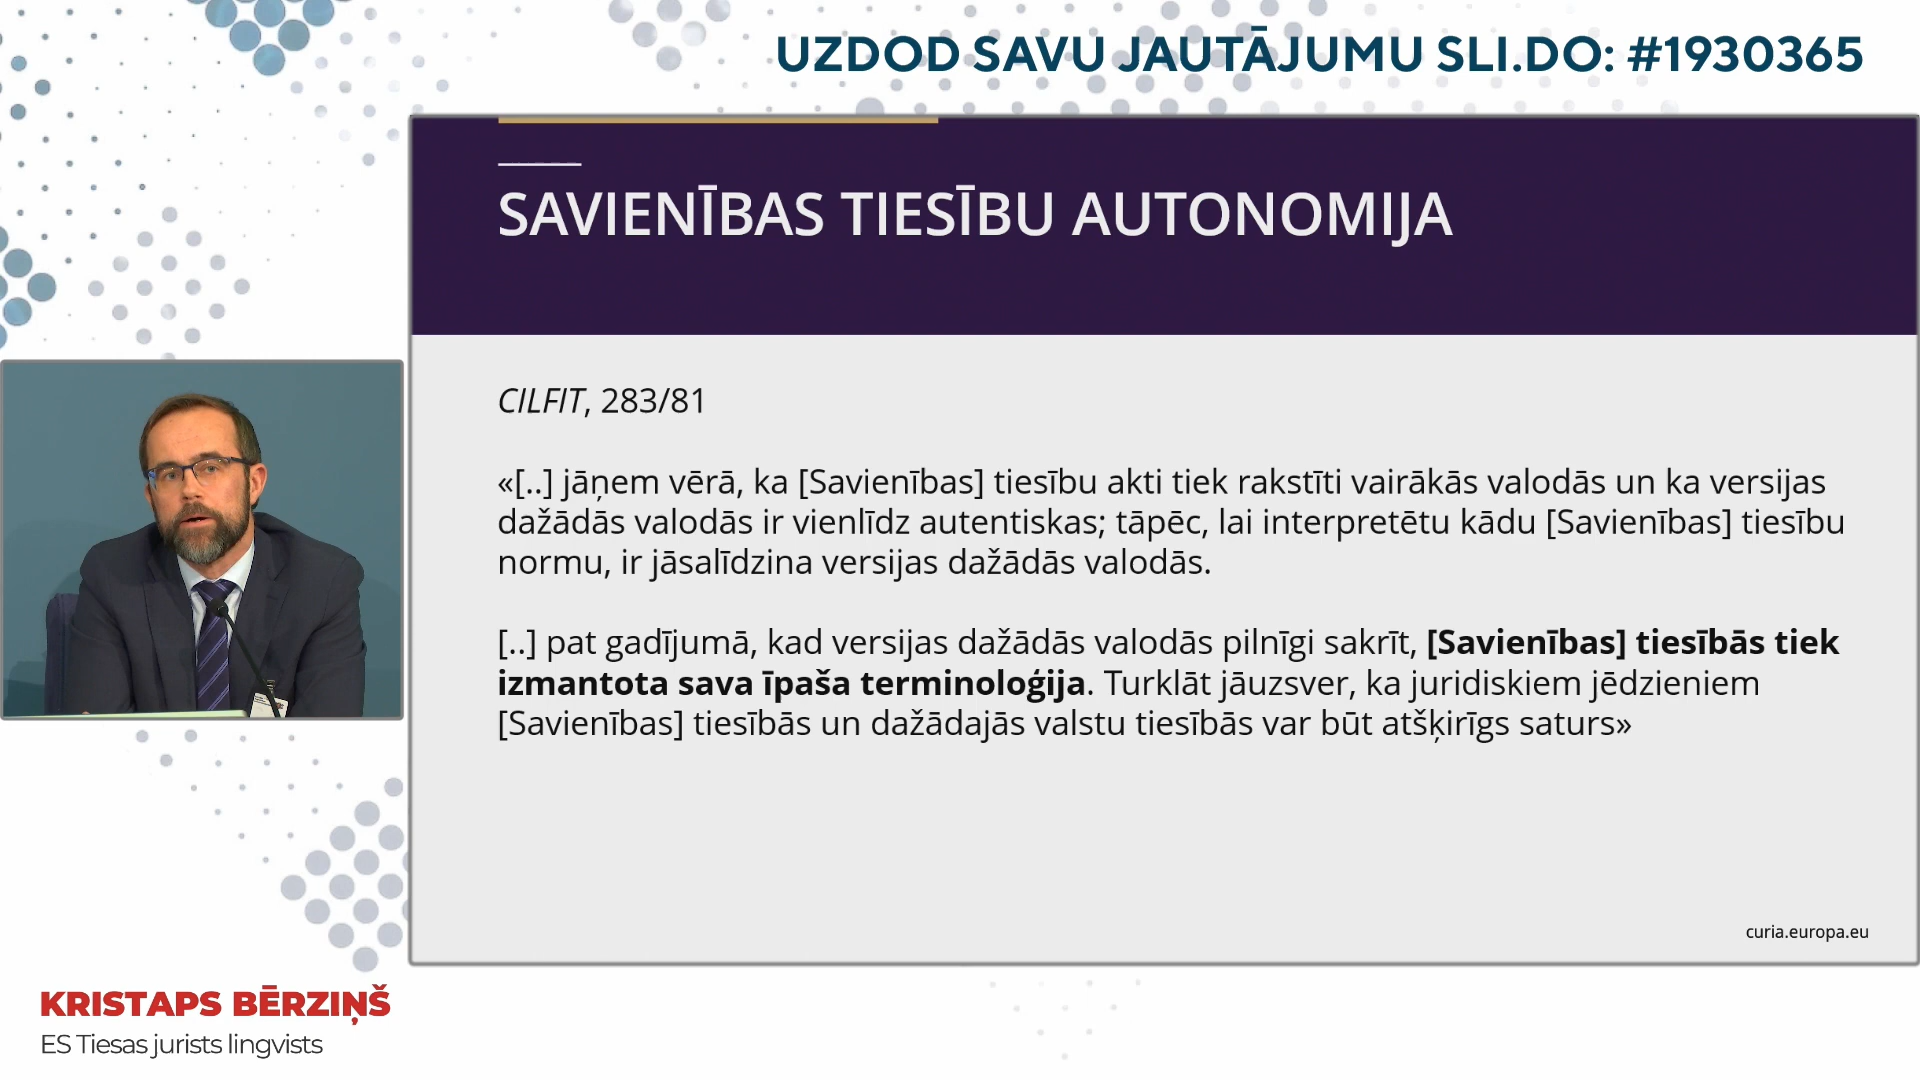 UZDOD SAVU JAUTĀJUMU SLI.DO: #1930365
SAVIENĪBAS TIESĪBU AUTONOMIJA
CILFIT, 283/81
«[..] jāņem vērā, ka [Savienības] tiesību akti tiek rakstīti vairākās valodās un ka versijas
dažādās valodās ir vienlīdz autentiskas; tāpēc, lai interpretētu kādu [Savienības] tiesību
normu, ir jāsalīdzina versijas dažādās valodās.
[..] pat gadījumā, kad versijas dažādās valodās pilnīgi sakrīt, [Savienības] tiesībās tiek
izmantota sava īpaša terminoloģija. Turklāt jāuzsver, ka juridiskiem jēdzieniem
[Savienības] tiesībās un dažādajās valstu tiesībās var būt atšķirīgs saturs»
curia.europa.eu
KRISTAPS BĒRZIŅŠ
ES Tiesas jurists lingvists